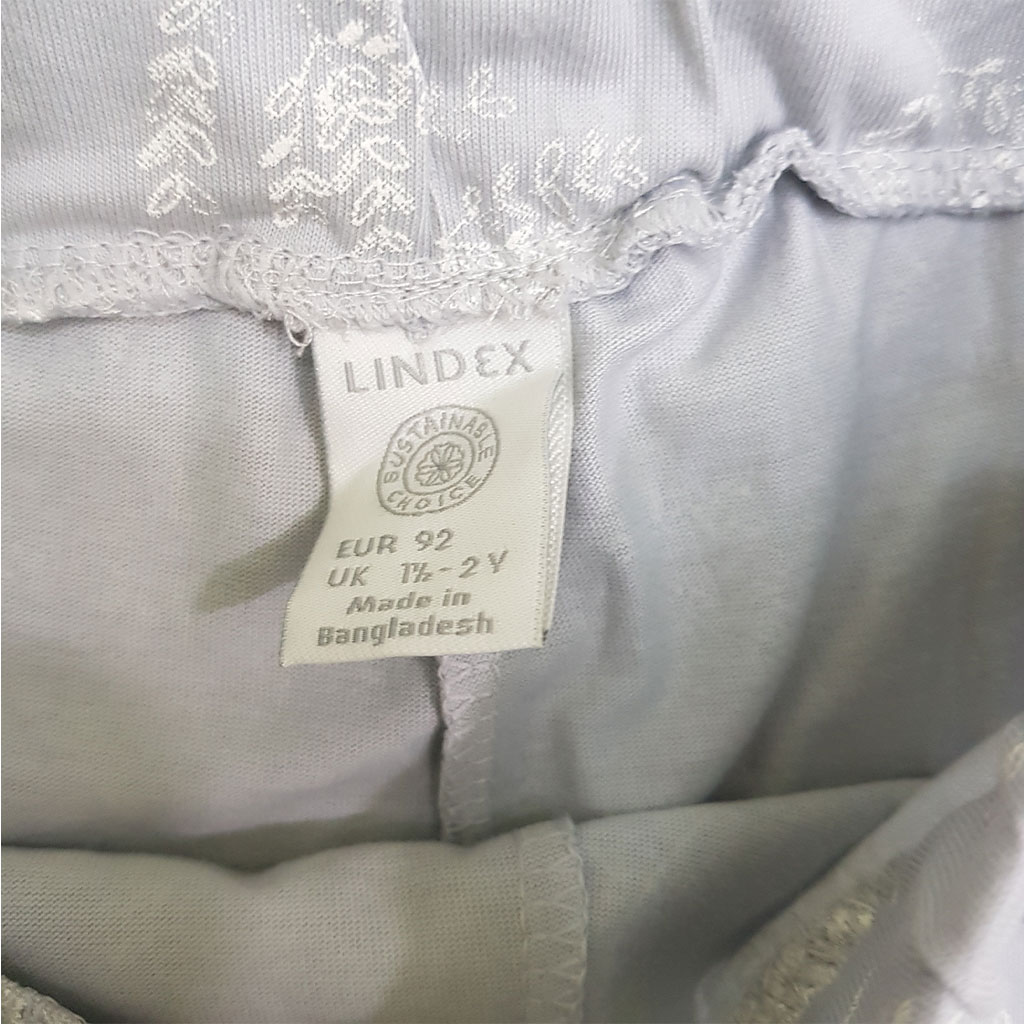 LINDEX
SUSTAINABLE
CHOICE
EUR 92
UK 1½-2Y
Made in
Bangladesh